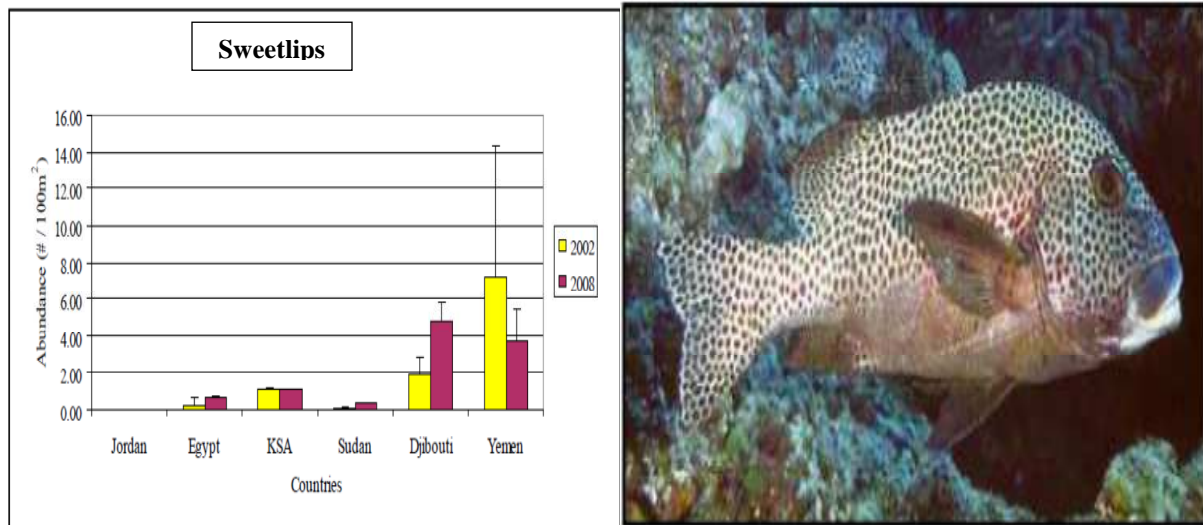 Sweetlips
Abundance (# / 100m²)
16.00
14.00
12.00
10.00
8.00
6.00
4.00
2.00
0.00
2002
2008
Jordan Egypt KSA Sudan Djibouti Yemen
Countries